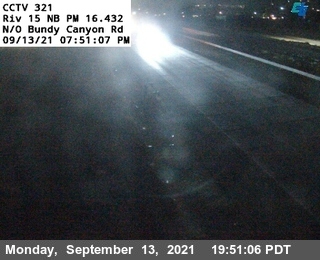 CCTV 321
Riv 15 NB PM 16.432
N/O Bundy Canyon Rd
09/13/21 07:51:07 PM
Monday, September 13, 2021 19:51:06 PDT